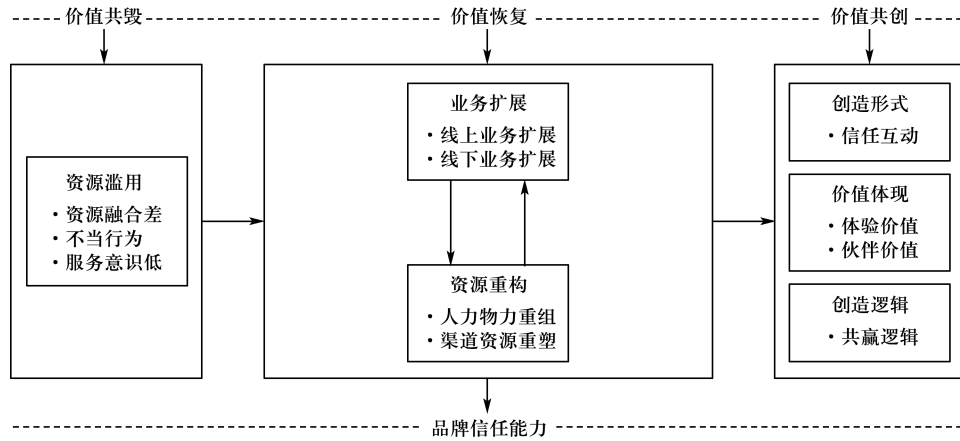 价值共毁
价值恢复
价值共创
资源滥用
・资源融合差
・不当行为
・服务意识低
业务扩展
・线上业务扩展
・线下业务扩展
资源重构
・人力物力重组
・渠道资源重塑
创造形式
・信任互动
价值体现
・体验价值
・伙伴价值
创造逻辑
・共赢逻辑
品牌信任能力